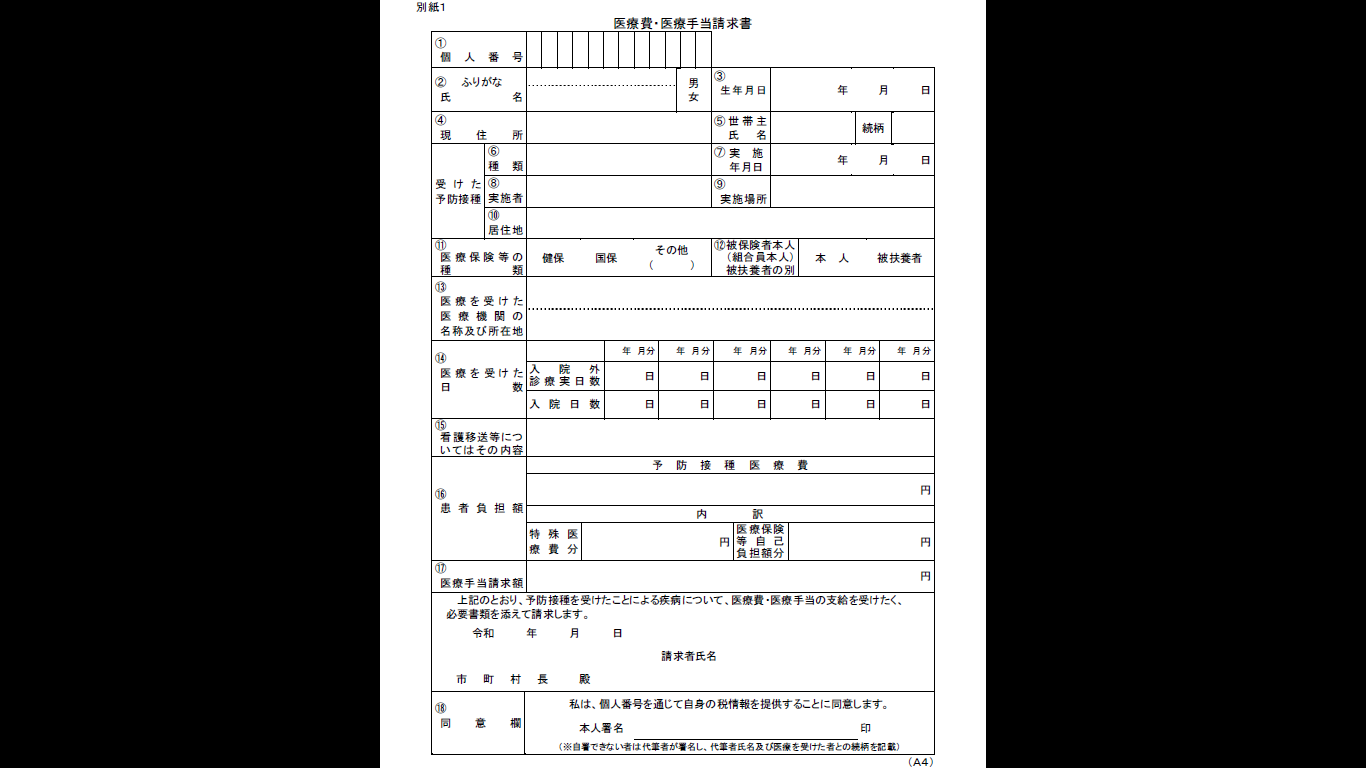 別紙1
医療費・医療手当請求書
①
個人番号
② ふりがな
氏名
男
女
③
生年月日
年 月 日
④
現住所
⑤世帯主
氏名
続柄
受けた
予防接種
⑥
種類
⑦実施
年月日
年 月 日
⑧
実施者
⑨
実施場所
⑩
居住地
⑪
医療保険等の
種類
健保 国保 その他
( )
⑫被保険者本人
(組合員本人)
被扶養者の別
本人 被扶養者
⑬
医療を受けた
医療機関の
名称及び所在地
⑭
医療を受けた
日数
年 月分 年 月分 年 月分 年 月分 年 月分 年 月分
入院外
診療実日数
日 日 日 日 日 日
入院日数
日 日 日 日 日 日
⑮
看護移送等につ
いてはその内容
⑯
患者負担額
予防接種医療費
円
内訳
特殊医
療費分
円
医療保険
等自己
負担額分
円
⑰
医療手当請求額
円
上記のとおり、予防接種を受けたことによる疾病について、医療費・医療手当の支給を受けたく、
必要書類を添えて請求します。
令和 年 月 日
請求者氏名
市町村長 殿
⑱
同意欄
私は、個人番号を通じて自身の税情報を提供することに同意します。
本人署名 印
(※自署できない者は代筆者が署名し、代筆者氏名及び医療を受けた者との続柄を記載)
(A4)